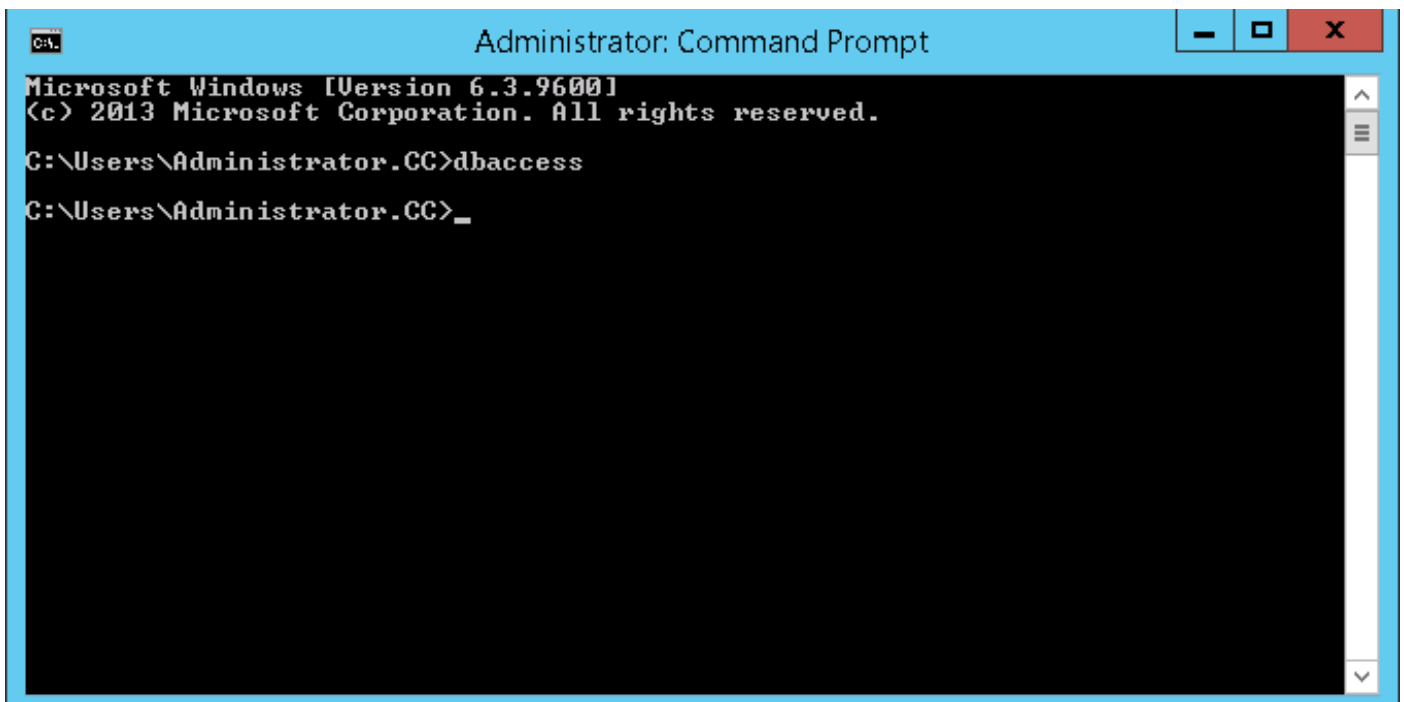 Administrator: Command Prompt
Microsoft Windows [Version 6.3.9600]
(c) 2013 Microsoft Corporation. All rights reserved.
C:\Users\Administrator.CC>dbaccess
C:\Users\Administrator.CC>_